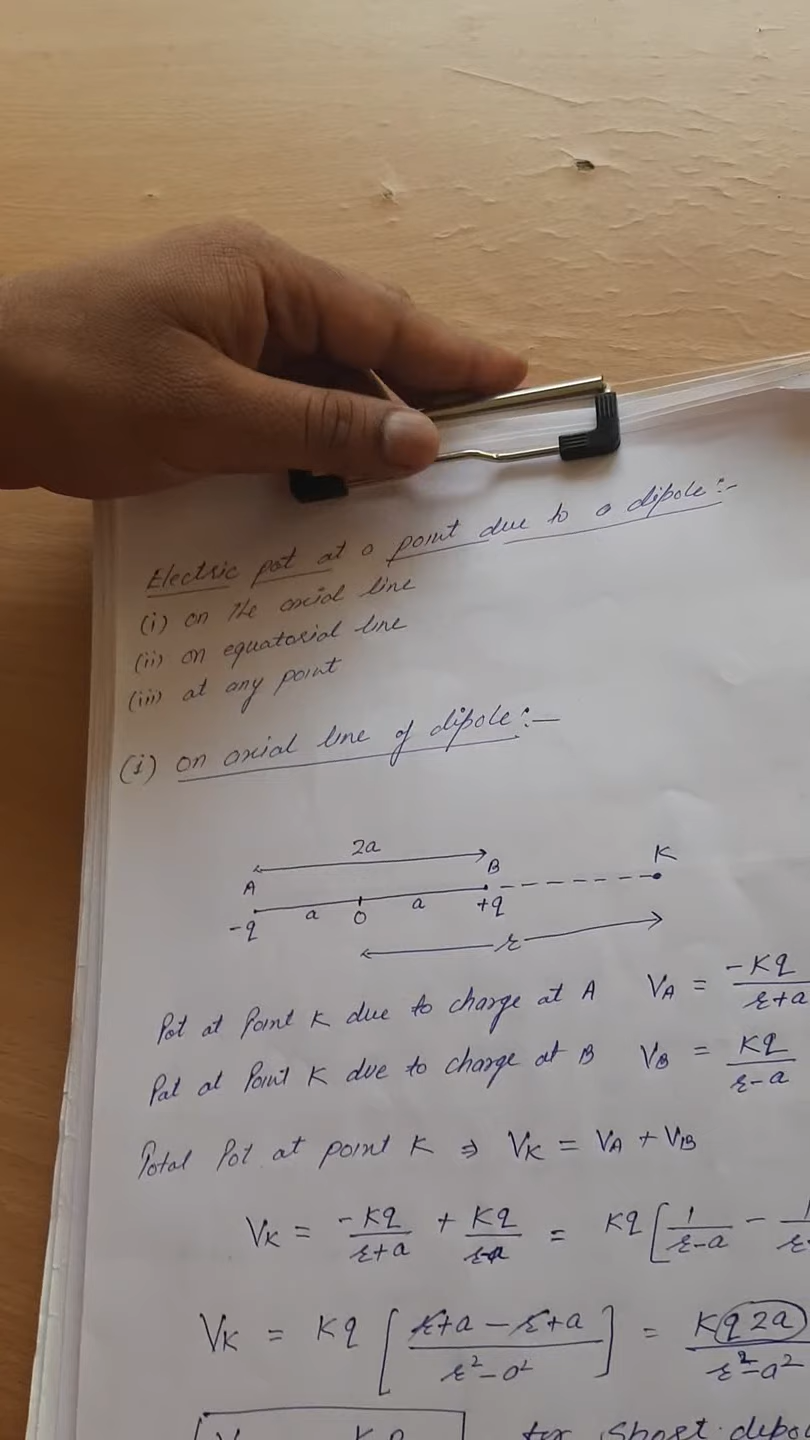 Electric pot at a point due to a dipole:-
(i) on the axial line
(ii) on equatorial line
(iii) at any point
(i) on axial line of dipole:-
2a
A B K
-q a O a +q
r
Pot at Point K due to charge at A VA = -Kq/r+a
Pot at Point K due to charge at B VB = Kq/r-a
Total Pot at point K ⇒ VK = VA + VB
VK = -Kq/r+a + Kq/r-a = Kq [1/r-a - 1/
VK = Kq [r+a-r+a/r²-a²] = Kq2a/r²-a²
for short